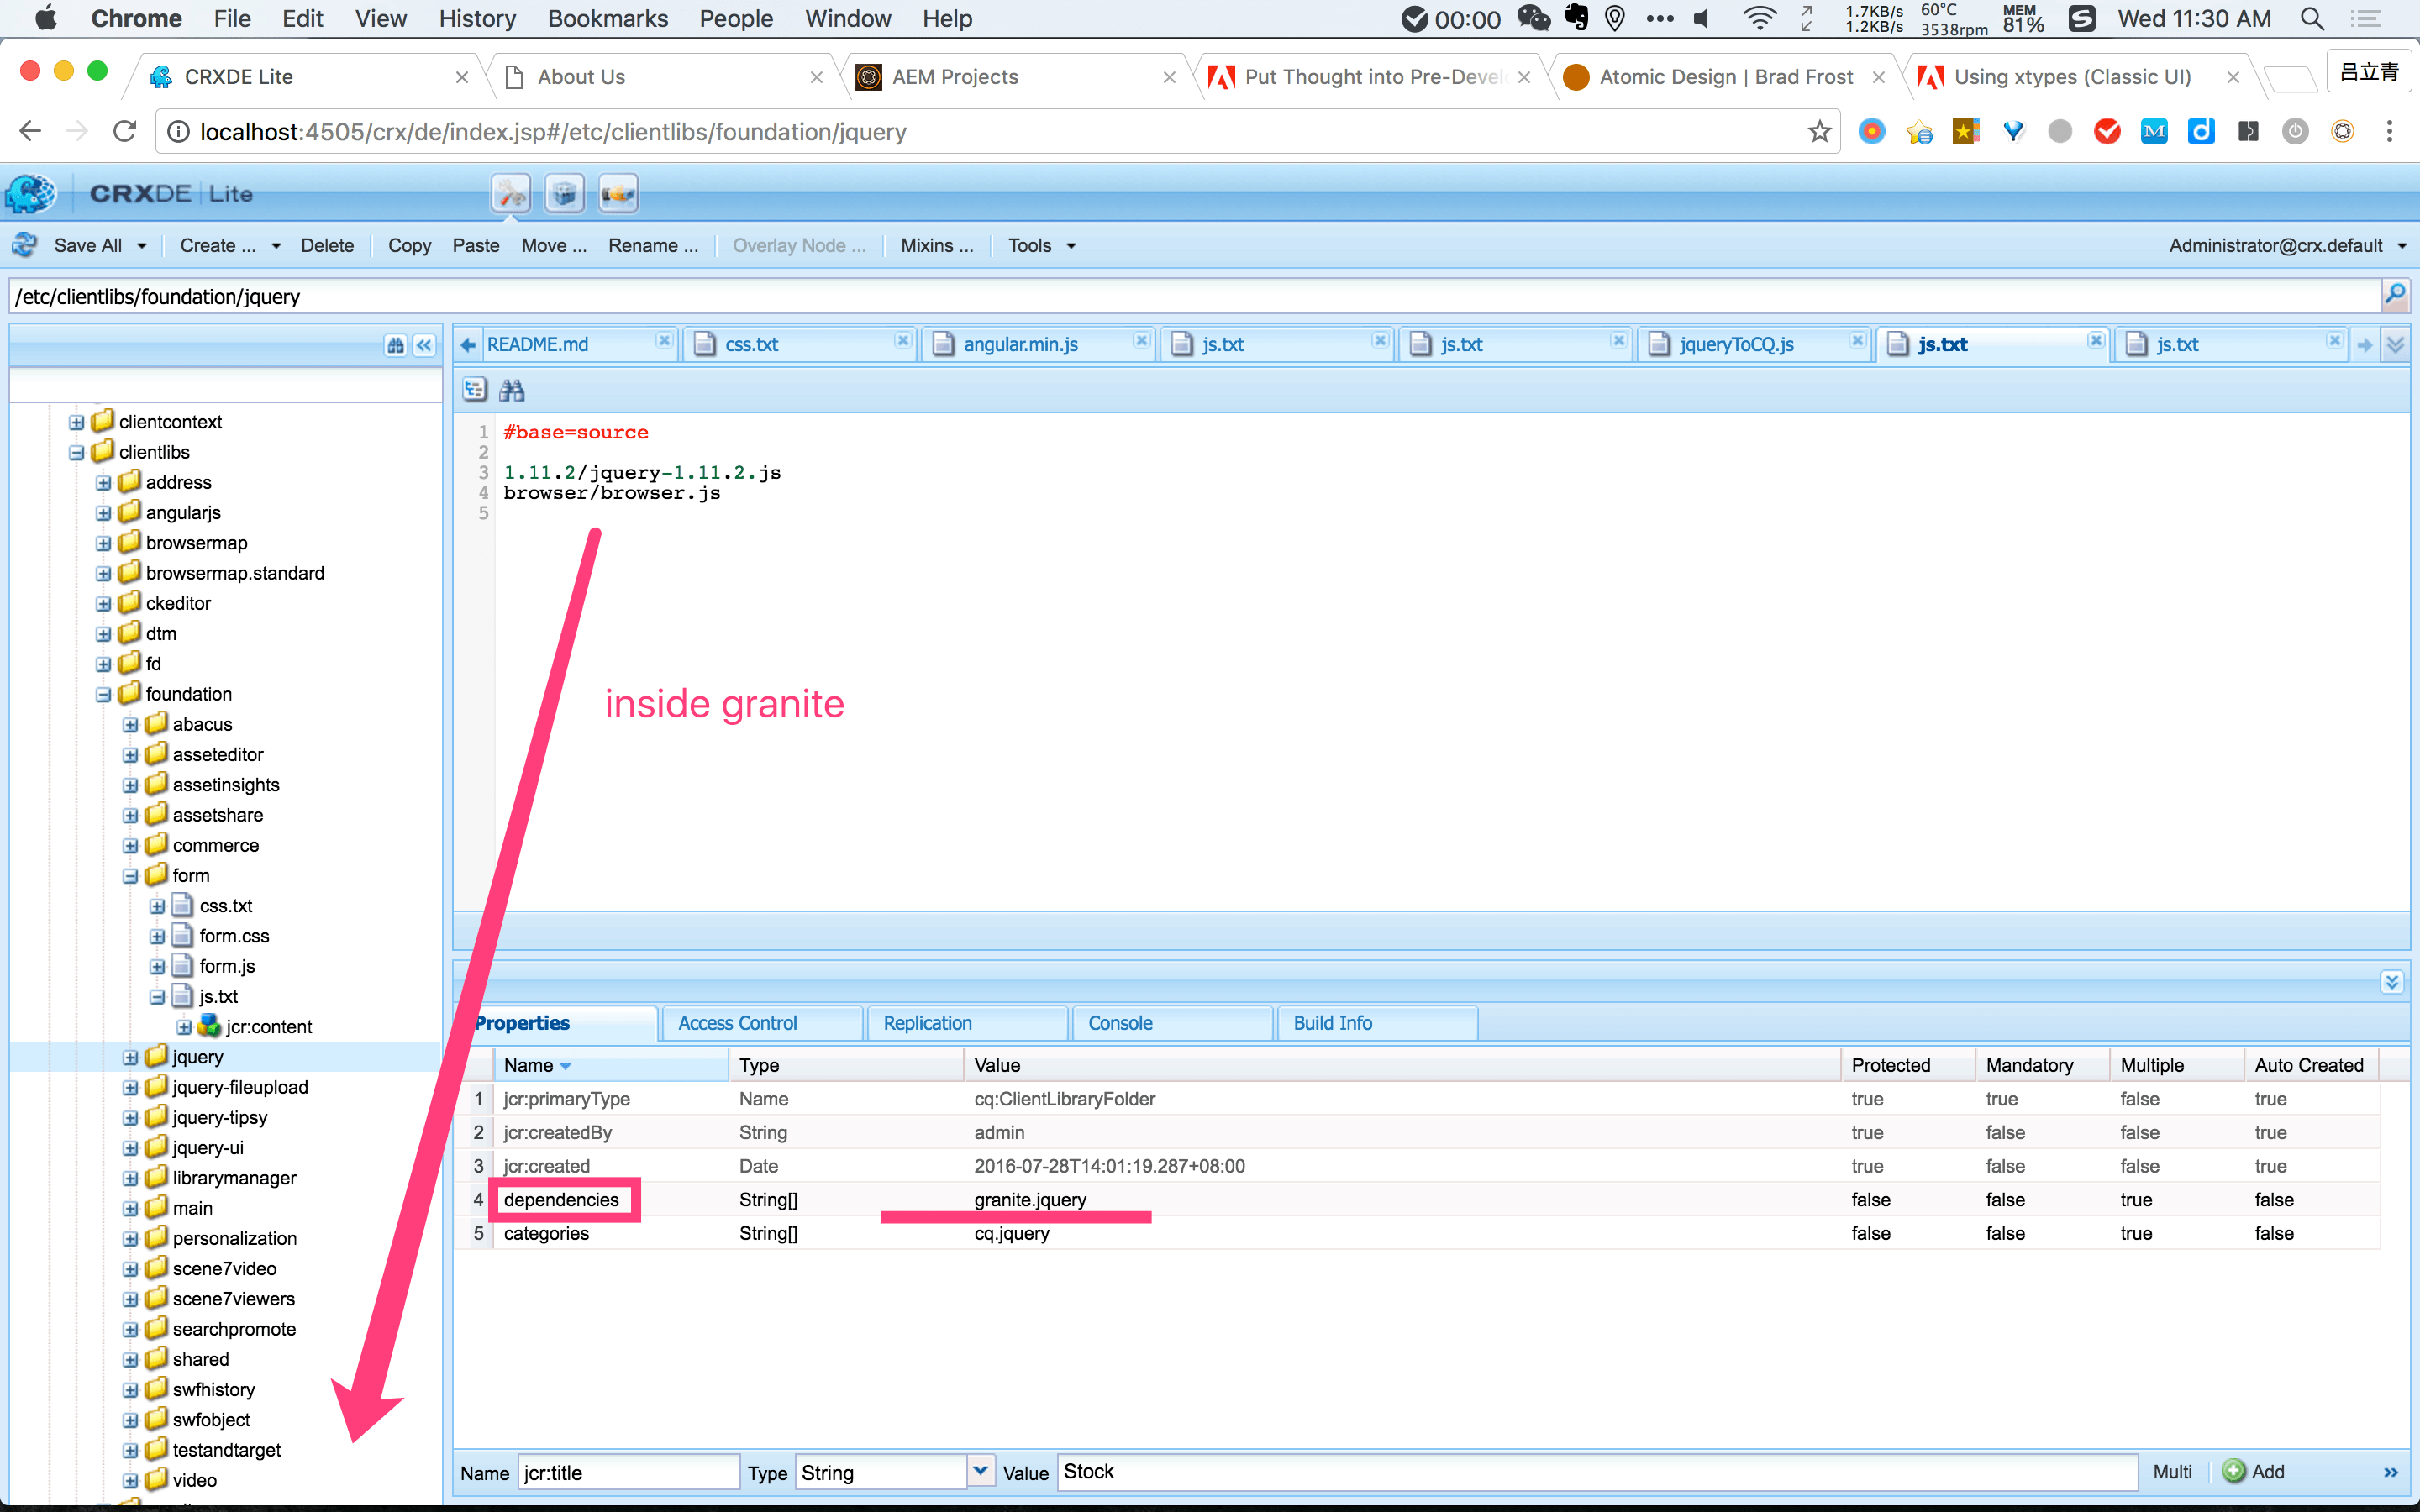 Chrome File Edit View History Bookmarks People Window Help 00:00 1.7KB/s 1.2KB/s 60°C 3538rpm MEM 81% Wed 11:30 AM
CRXDE Lite About Us AEM Projects Put Thought into Pre-Devel Atomic Design | Brad Frost Using xtypes (Classic UI) 吕立青
localhost:4505/crx/de/index.jsp#/etc/clientlibs/foundation/jquery
CRXDE Lite
Save All Create ... Delete Copy Paste Move ... Rename ... Overlay Node ... Mixins ... Tools Administrator@crx.default
/etc/clientlibs/foundation/jquery
README.md css.txt angular.min.js js.txt js.txt jqueryToCQ.js js.txt js.txt
clientcontext
clientlibs
address
angularjs
browsermap
browsermap.standard
ckeditor
dtm
fd
foundation
abacus
asseteditor
assetinsights
assetshare
commerce
form
css.txt
form.css
form.js
js.txt
jcr:content
jquery
jquery-fileupload
jquery-tipsy
jquery-ui
librarymanager
main
personalization
scene7video
scene7viewers
searchpromote
shared
swfhistory
swfobject
testandtarget
video
1 #base=source
2
3 1.11.2/jquery-1.11.2.js
4 browser/browser.js
5
inside granite
Properties Access Control Replication Console Build Info
Name Type Value Protected Mandatory Multiple Auto Created
1 jcr:primaryType Name cq:ClientLibraryFolder true true false true
2 jcr:createdBy String admin true false false true
3 jcr:created Date 2016-07-28T14:01:19.287+08:00 true false false true
4 dependencies String[] granite.jquery false false true false
5 categories String[] cq.jquery false false true false
Name jcr:title Type String Value Stock Multi Add